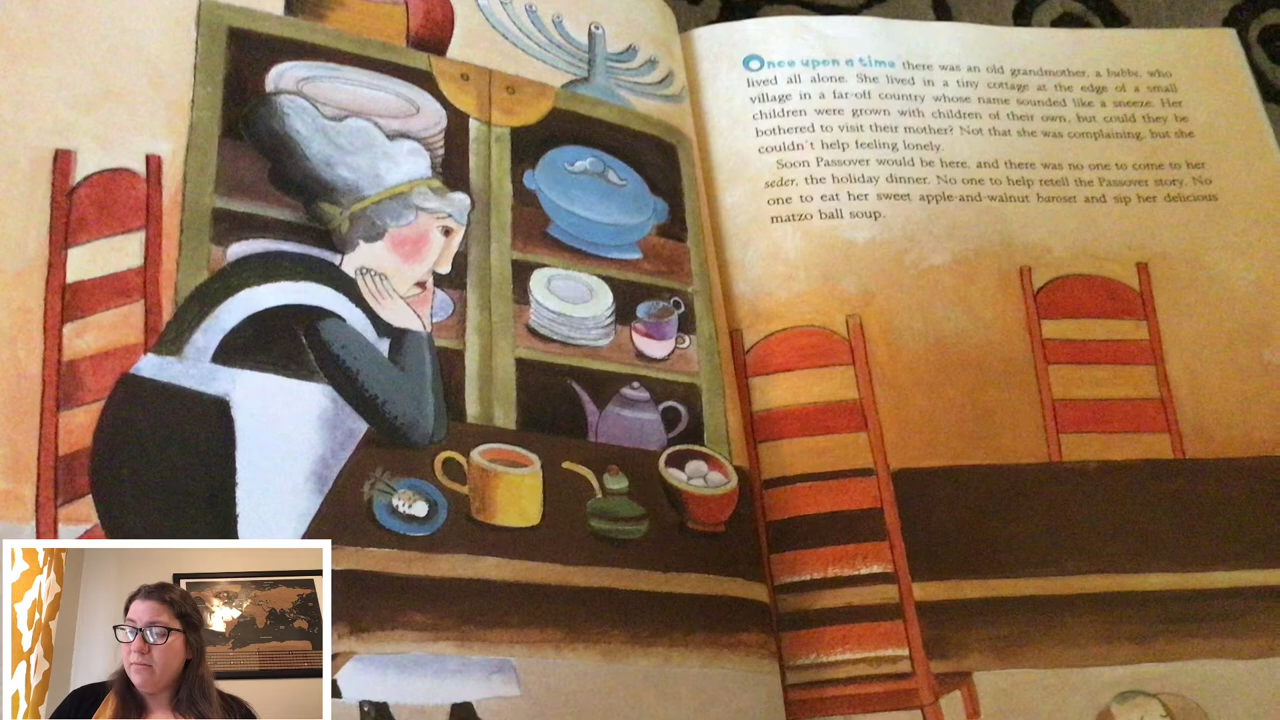 Once upon a time there was an old grandmother, a bubbe, who
lived all alone. She lived in a tiny cottage at the edge of a small
village in a far-off country whose name sounded like a sneeze. Her
children were grown with children of their own, but could they be
bothered to visit their mother? Not that she was complaining, but she
couldn't help feeling lonely.
Soon Passover would be here, and there was no one to come to her
seder, the holiday dinner. No one to help retell the Passover story. No
one to eat her sweet apple-and-walnut haroset and sip her delicious
matzo ball soup.